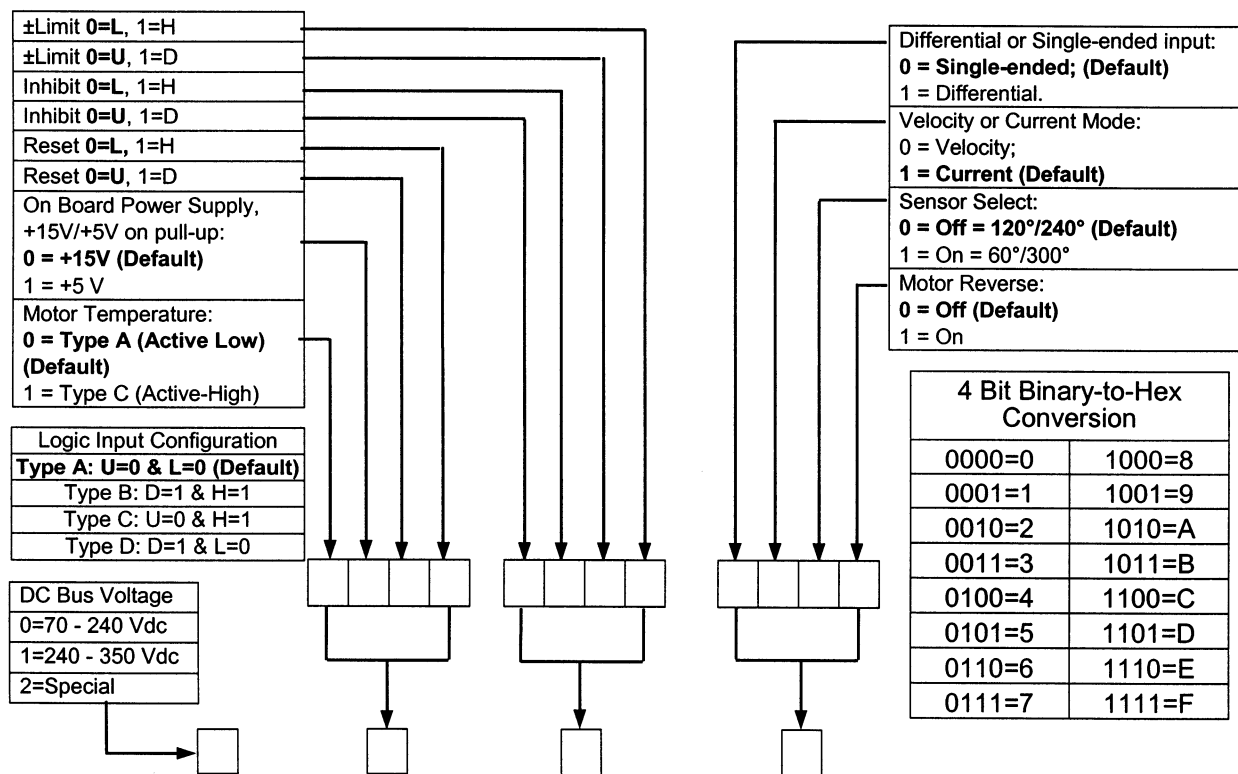 ±Limit 0=L, 1=H
±Limit 0=U, 1=D
Inhibit 0=L, 1=H
Inhibit 0=U, 1=D
Reset 0=L, 1=H
Reset 0=U, 1=D
On Board Power Supply,
+15V/+5V on pull-up:
0 = +15V (Default)
1 = +5 V
Motor Temperature:
0 = Type A (Active Low)
(Default)
1 = Type C (Active-High)
Logic Input Configuration
Type A: U=0 & L=0 (Default)
Type B: D=1 & H=1
Type C: U=0 & H=1
Type D: D=1 & L=0
DC Bus Voltage
0=70 - 240 Vdc
1=240 - 350 Vdc
2=Special
Differential or Single-ended input:
0 = Single-ended; (Default)
1 = Differential.
Velocity or Current Mode:
0 = Velocity;
1 = Current (Default)
Sensor Select:
0 = Off = 120°/240° (Default)
1 = On = 60°/300°
Motor Reverse:
0 = Off (Default)
1 = On
4 Bit Binary-to-Hex
Conversion
0000=0 1000=8
0001=1 1001=9
0010=2 1010=A
0011=3 1011=B
0100=4 1100=C
0101=5 1101=D
0110=6 1110=E
0111=7 1111=F